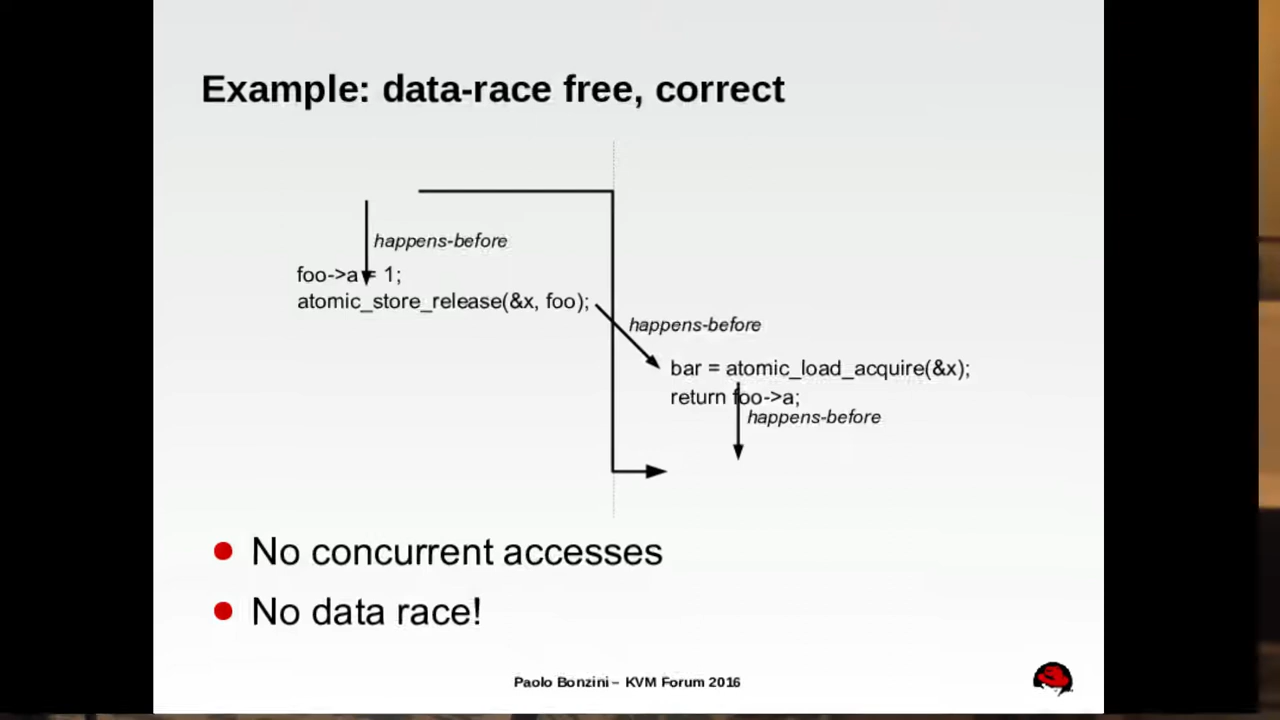 Example: data-race free, correct
happens-before
foo->a = 1;
atomic_store_release(&x, foo);
happens-before
bar = atomic_load_acquire(&x);
return foo->a;
happens-before
No concurrent accesses
No data race!
Paolo Bonzini – KVM Forum 2016